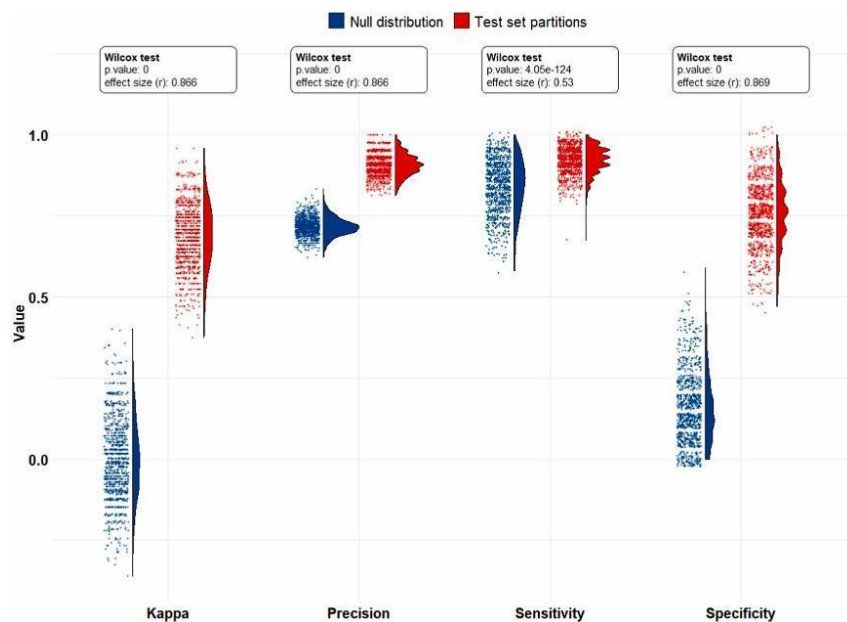 Null distribution Test set partitions
Wilcox test
p.value: 0
effect size (r): 0.866
Wilcox test
p.value: 0
effect size (r): 0.866
Wilcox test
p.value: 4.05e-124
effect size (r): 0.53
Wilcox test
p.value: 0
effect size (r): 0.869
Value
1.0
0.5
0.0
Kappa Precision Sensitivity Specificity